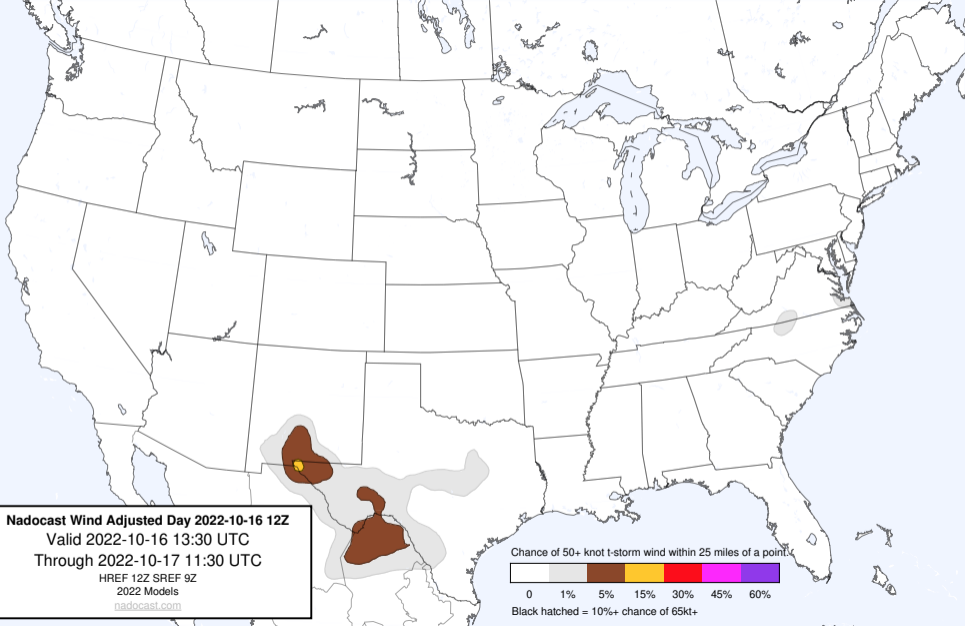 Nadocast Wind Adjusted Day 2022-10-16 12Z
Valid 2022-10-16 13:30 UTC
Through 2022-10-17 11:30 UTC
HREF 12Z SREF 9Z
2022 Models
nadocast.com
Chance of 50+ knot t-storm wind within 25 miles of a point.
0 1% 5% 15% 30% 45% 60%
Black hatched = 10%+ chance of 65kt+